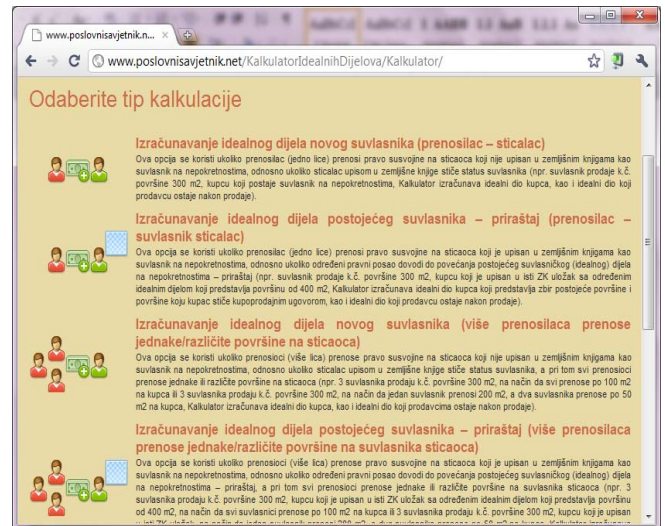 www.poslovnisavjetnik.n...
www.poslovnisavjetnik.net/KalkulatorIdealnihDijelova/Kalkulator/
Odaberite tip kalkulacije
Izračunavanje idealnog dijela novog suvlasnika (prenosilac – sticalac)
Ova opcija se koristi ukoliko prenosilac (jedno lice) prenosi pravo susvojine na sticaoca koji nije upisan u zemljišnim knjigama kao
suvlasnik na nepokretnostima, odnosno ukoliko sticalac upisom u zemljišne knjige stiče status suvlasnika (npr. suvlasnik prodaje k.č.
površine 300 m2, kupcu koji postaje suvlasnik na nepokretnostima, Kalkulator izračunava idealni dio kupca, kao i idealni dio koji
prodavcu ostaje nakon prodaje).
Izračunavanje idealnog dijela postojećeg suvlasnika – priraštaj (prenosilac –
suvlasnik sticalac)
Ova opcija se koristi ukoliko prenosilac (jedno lice) prenosi pravo susvojine na sticaoca koji je upisan u zemljišnim knjigama kao
suvlasnik na nepokretnostima, odnosno ukoliko određeni pravni posao dovodi do povećanja postojećeg suvlasničkog (idealnog) dijela
na nepokretnostima – priraštaj (npr. suvlasnik prodaje k.č. površine 300 m2, kupcu koji je upisan u isti ZK uložak sa određenim
idealnim dijelom koji predstavlja površinu od 400 m2, Kalkulator izračunava idealni dio kupca koji predstavlja zbir postojeće površine i
površine koju kupac stiče kupoprodajnim ugovorom, kao i idealni dio koji prodavcu ostaje nakon prodaje).
Izračunavanje idealnog dijela novog suvlasnika (više prenosilaca prenose
jednake/različite površine na sticaoca)
Ova opcija se koristi ukoliko prenosioci (više lica) prenose pravo susvojine na sticaoca koji nije upisan u zemljišnim knjigama kao
suvlasnik na nepokretnostima, odnosno ukoliko sticalac upisom u zemljišne knjige stiče status suvlasnika, a pri tom svi prenosioci
prenose jednake ili različite površine na sticaoca (npr. 3 suvlasnika prodaju k.č. površine 300 m2, na način da svi prenose po 100 m2
na kupca ili 3 suvlasnika prodaju k.č. površine 300 m2, na način da jedan suvlasnik prenosi 200 m2, a dva suvlasnika prenose po 50
m2 na kupca, Kalkulator izračunava idealni dio kupca, kao i idealni dio koji prodavcima ostaje nakon prodaje).
Izračunavanje idealnog dijela postojećeg suvlasnika – priraštaj (više prenosilaca
prenose jednake/različite površine na suvlasnika sticaoca)
Ova opcija se koristi ukoliko prenosioci (više lica) prenose pravo susvojine na sticaoca koji je upisan u zemljišnim knjigama kao
suvlasnik na nepokretnostima, odnosno ukoliko određeni pravni posao dovodi do povećanja postojećeg suvlasničkog (idealnog) dijela
na nepokretnostima – priraštaj, a pri tom svi prenosioci prenose jednake ili različite površine na sticaoca (npr. 3
suvlasnika prodaju k.č. površine 300 m2, kupcu koji je upisan u isti ZK uložak sa određenim idealnim dijelom koji predstavlja površinu
od 400 m2, na način da svi suvlasnici prenose po 100 m2 na kupca ili 3 suvlasnika prodaju k.č. površine 300 m2, kupcu koji je upisan